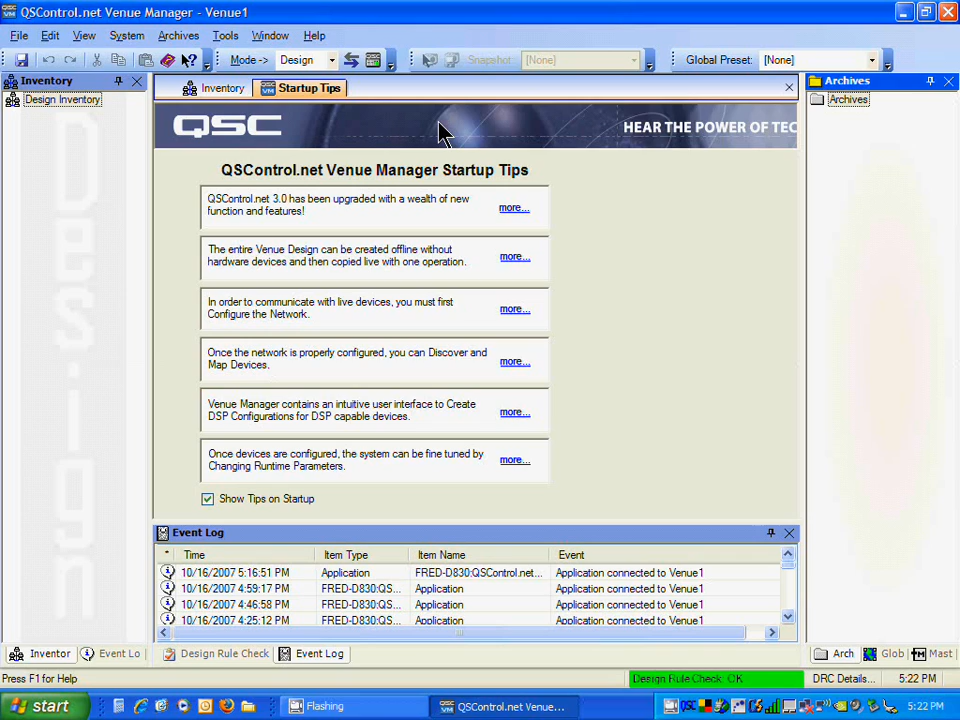 QSControl.net Venue Manager - Venue1
File Edit View System Archives Tools Window Help
Mode -> Design Snapshot: [None] Global Preset: [None]
Inventory
Design Inventory
Inventory Startup Tips
Archives
Archives
QSC HEAR THE POWER OF TEC
QSControl.net Venue Manager Startup Tips
QSControl.net 3.0 has been upgraded with a wealth of new
function and features!
more...
The entire Venue Design can be created offline without
hardware devices and then copied live with one operation.
more...
In order to communicate with live devices, you must first
Configure the Network.
more...
Once the network is properly configured, you can Discover and
Map Devices.
more...
Venue Manager contains an intuitive user interface to Create
DSP Configurations for DSP capable devices.
more...
Once devices are configured, the system can be fine tuned by
Changing Runtime Parameters.
more...
Show Tips on Startup
Design
Event Log
* Time Item Type Item Name Event
10/16/2007 5:16:51 PM Application FRED-D830:QSControl.net... Application connected to Venue1
10/16/2007 4:59:17 PM FRED-D830:QS... Application Application connected to Venue1
10/16/2007 4:46:58 PM FRED-D830:QS... Application Application connected to Venue1
10/16/2007 4:25:12 PM FRED-D830:QS... Application Application connected to Venue1
Inventor Event Lo Design Rule Check Event Log Arch Glob Mast
Press F1 for Help Design Rule Check: OK DRC Details... 5:22 PM
start Flashing QSControl.net Venue... QSC 5:22 PM